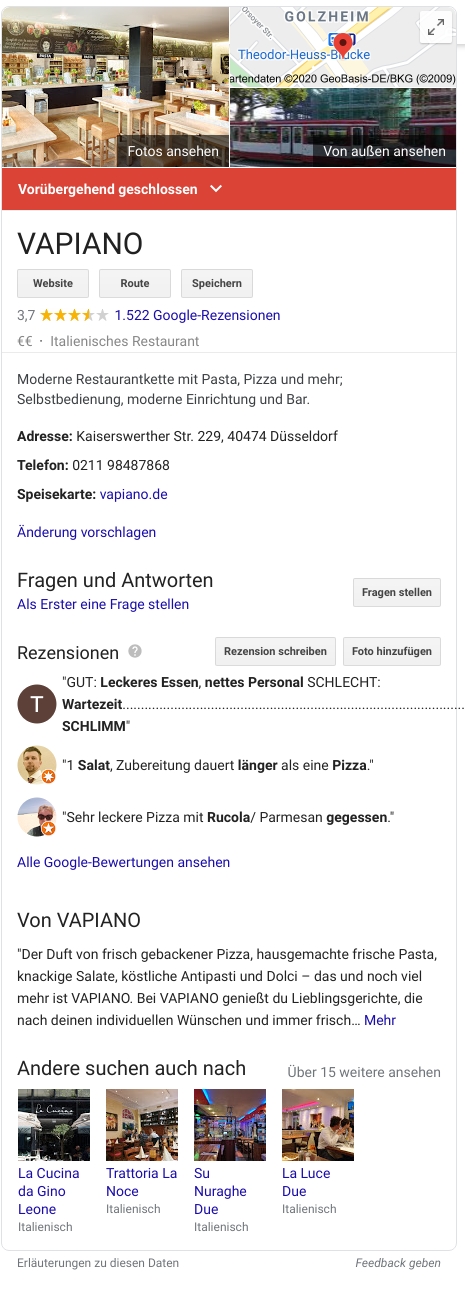 Orsoyer Str.
GOLZHEIM
Theodor-Heuss-Brücke
artendaten ©2020 GeoBasis-DE/BKG (©2009)
Fotos ansehen
Von außen ansehen
Vorübergehend geschlossen
VAPIANO
Website
Route
Speichern
3,7 1.522 Google-Rezensionen
€€ · Italienisches Restaurant
Moderne Restaurantkette mit Pasta, Pizza und mehr;
Selbstbedienung, moderne Einrichtung und Bar.
Adresse: Kaiserswerther Str. 229, 40474 Düsseldorf
Telefon: 0211 98487868
Speisekarte: vapiano.de
Änderung vorschlagen
Fragen und Antworten
Als Erster eine Frage stellen
Fragen stellen
Rezensionen ?
Rezension schreiben
Foto hinzufügen
T
"GUT: Leckeres Essen, nettes Personal SCHLECHT:
Wartezeit....................................................................................
SCHLIMM"
"1 Salat, Zubereitung dauert länger als eine Pizza."
"Sehr leckere Pizza mit Rucola/ Parmesan gegessen."
Alle Google-Bewertungen ansehen
Von VAPIANO
"Der Duft von frisch gebackener Pizza, hausgemachte frische Pasta,
knackige Salate, köstliche Antipasti und Dolci – das und noch viel
mehr ist VAPIANO. Bei VAPIANO genießt du Lieblingsgerichte, die
nach deinen individuellen Wünschen und immer frisch… Mehr
Andere suchen auch nach
Über 15 weitere ansehen
La Cucina
La Cucina
da Gino
Leone
Italienisch
Trattoria La
Noce
Italienisch
Su
Nuraghe
Due
Italienisch
La Luce
Due
Italienisch
Erläuterungen zu diesen Daten
Feedback geben